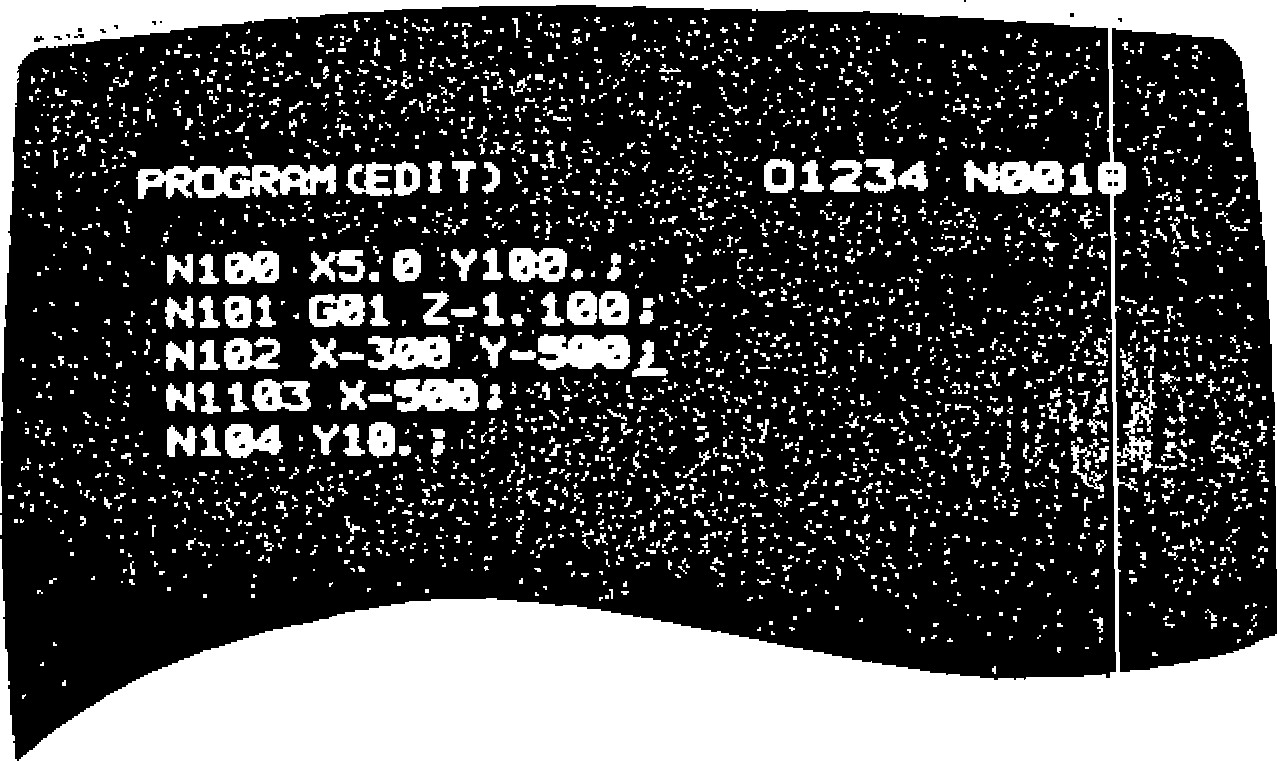 PROGRAM(EDIT) O1234 N0010
N100 X5.0 Y100.;
N101 G01 Z-1.100;
N102 X-300 Y-500;
N1103 X-500;
N104 Y10.;